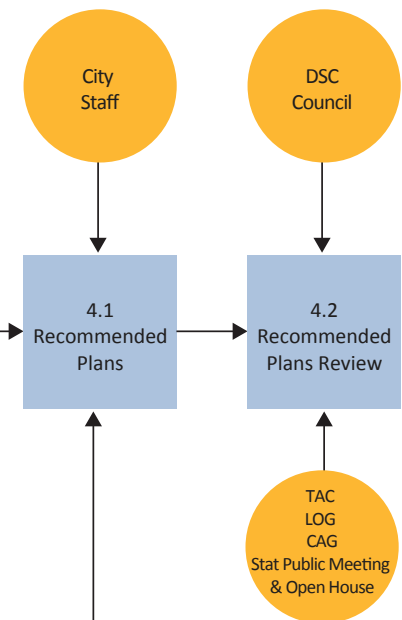 City
Staff
DSC
Council
4.1
Recommended
Plans
4.2
Recommended
Plans Review
TAC
LOG
CAG
Stat Public Meeting
& Open House